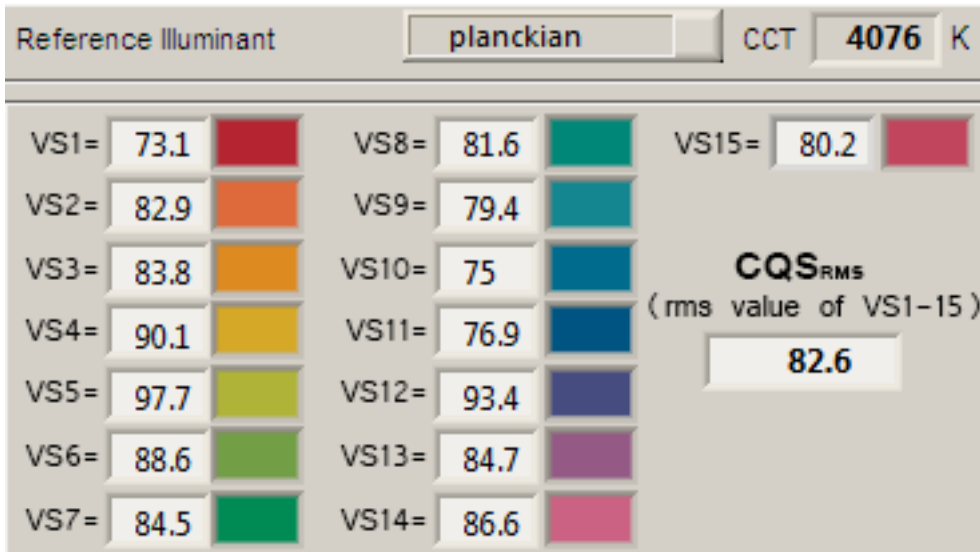 Reference Illuminant planckian CCT 4076 K
VS1= 73.1 VS8= 81.6 VS15= 80.2
VS2= 82.9 VS9= 79.4
VS3= 83.8 VS10= 75
VS4= 90.1 VS11= 76.9
VS5= 97.7 VS12= 93.4
VS6= 88.6 VS13= 84.7
VS7= 84.5 VS14= 86.6
CQSRMS
(rms value of VS1-15)
82.6